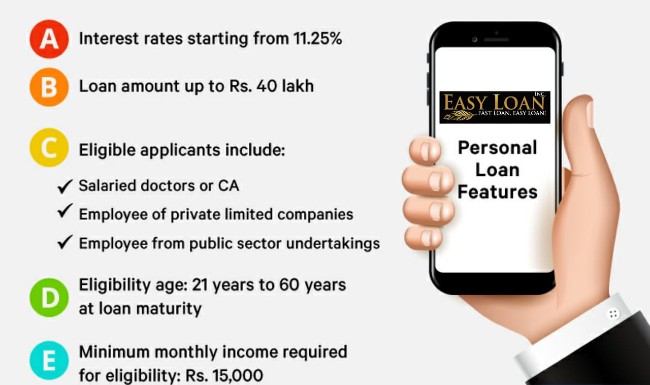 A Interest rates starting from 11.25%
B Loan amount up to Rs. 40 lakh
C Eligible applicants include:
✓ Salaried doctors or CA
✓ Employee of private limited companies
✓ Employee from public sector undertakings
D Eligibility age: 21 years to 60 years
at loan maturity
E Minimum monthly income required
for eligibility: Rs. 15,000
EASY LOAN INC
FAST LOAN, EASY LOAN!
Personal
Loan
Features